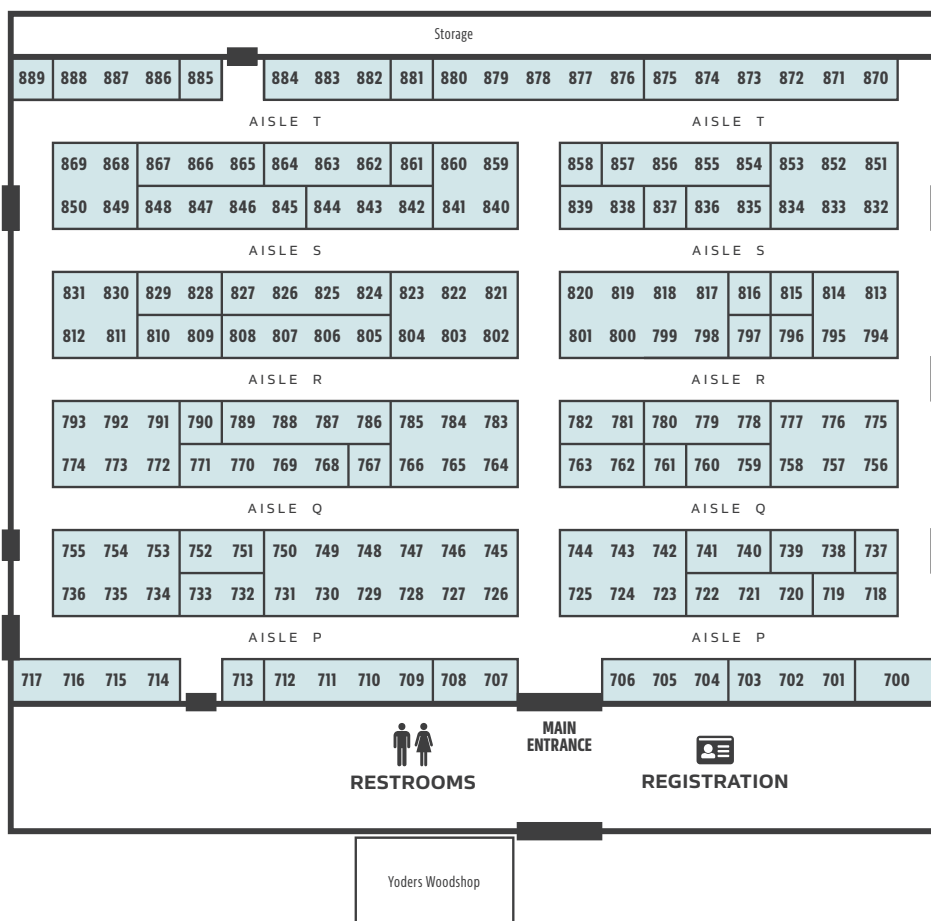 Storage
889 888 887 886 885 884 883 882 881 880 879 878 877 876 875 874 873 872 871 870
AISLE T AISLE T
869 868 867 866 865 864 863 862 861 860 859 858 857 856 855 854 853 852 851
850 849 848 847 846 845 844 843 842 841 840 839 838 837 836 835 834 833 832
AISLE S AISLE S
831 830 829 828 827 826 825 824 823 822 821 820 819 818 817 816 815 814 813
812 811 810 809 808 807 806 805 804 803 802 801 800 799 798 797 796 795 794
AISLE R AISLE R
793 792 791 790 789 788 787 786 785 784 783 782 781 780 779 778 777 776 775
774 773 772 771 770 769 768 767 766 765 764 763 762 761 760 759 758 757 756
AISLE Q AISLE Q
755 754 753 752 751 750 749 748 747 746 745 744 743 742 741 740 739 738 737
736 735 734 733 732 731 730 729 728 727 726 725 724 723 722 721 720 719 718
AISLE P AISLE P
717 716 715 714 713 712 711 710 709 708 707 706 705 704 703 702 701 700
MAIN
ENTRANCE
RESTROOMS REGISTRATION
Yoders Woodshop